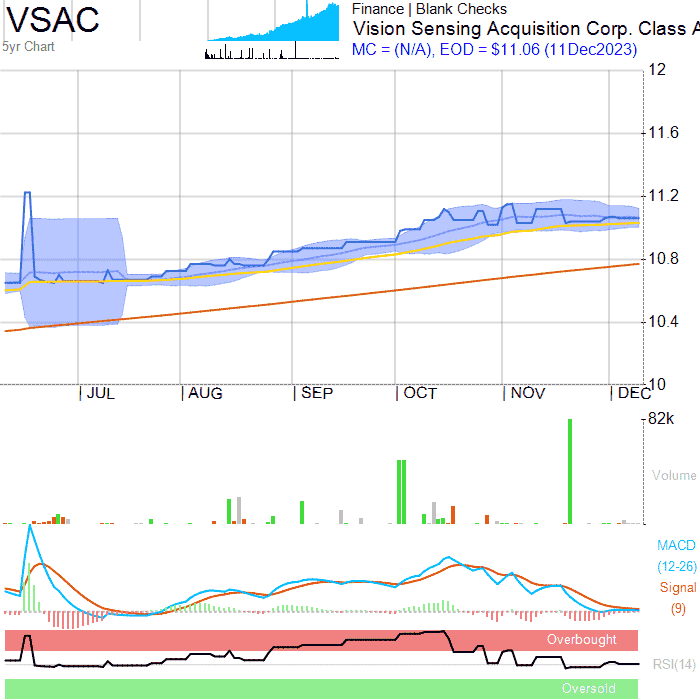 VSAC
5yr Chart
Finance | Blank Checks
Vision Sensing Acquisition Corp. Class A
MC = (N/A), EOD = $11.06 (11Dec2023)
12
11.6
11.2
10.8
10.4
10
JUL
AUG
SEP
OCT
NOV
DEC
82k
Volume
MACD
(12-26)
Signal
(9)
Overbought
RSI(14)
Oversold